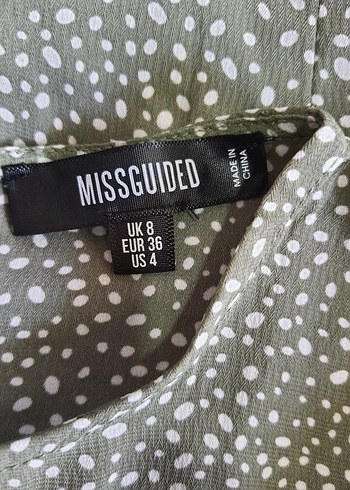 MISSGUIDED
MADE IN
CHINA
UK 8
EUR 36
US 4